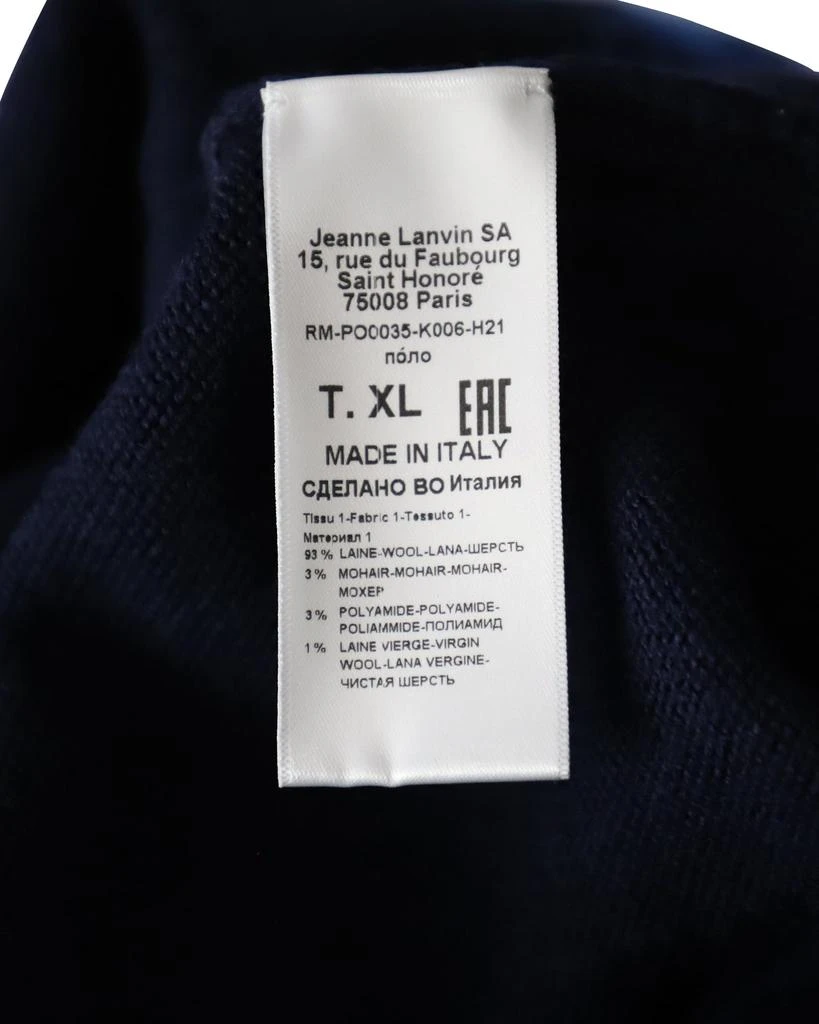 Jeanne Lanvin SA
15, rue du Faubourg
Saint Honoré
75008 Paris
RM-PO0035-K006-H21
пóло
T. XL EAC
MADE IN ITALY
СДЕЛАНО ВО Италия
Tissu 1-Fabric 1-Tessuto 1-
Материал 1
93 % LAINE-WOOL-LANA-ШЕРСТЬ
3 % MOHAIR-MOHAIR-MOHAIR-
МОХЕР
3 % POLYAMIDE-POLYAMIDE-
POLIAMMIDE-ПОЛИАМИД
1 % LAINE VIERGE-VIRGIN
WOOL-LANA VERGINE-
ЧИСТАЯ ШЕРСТЬ